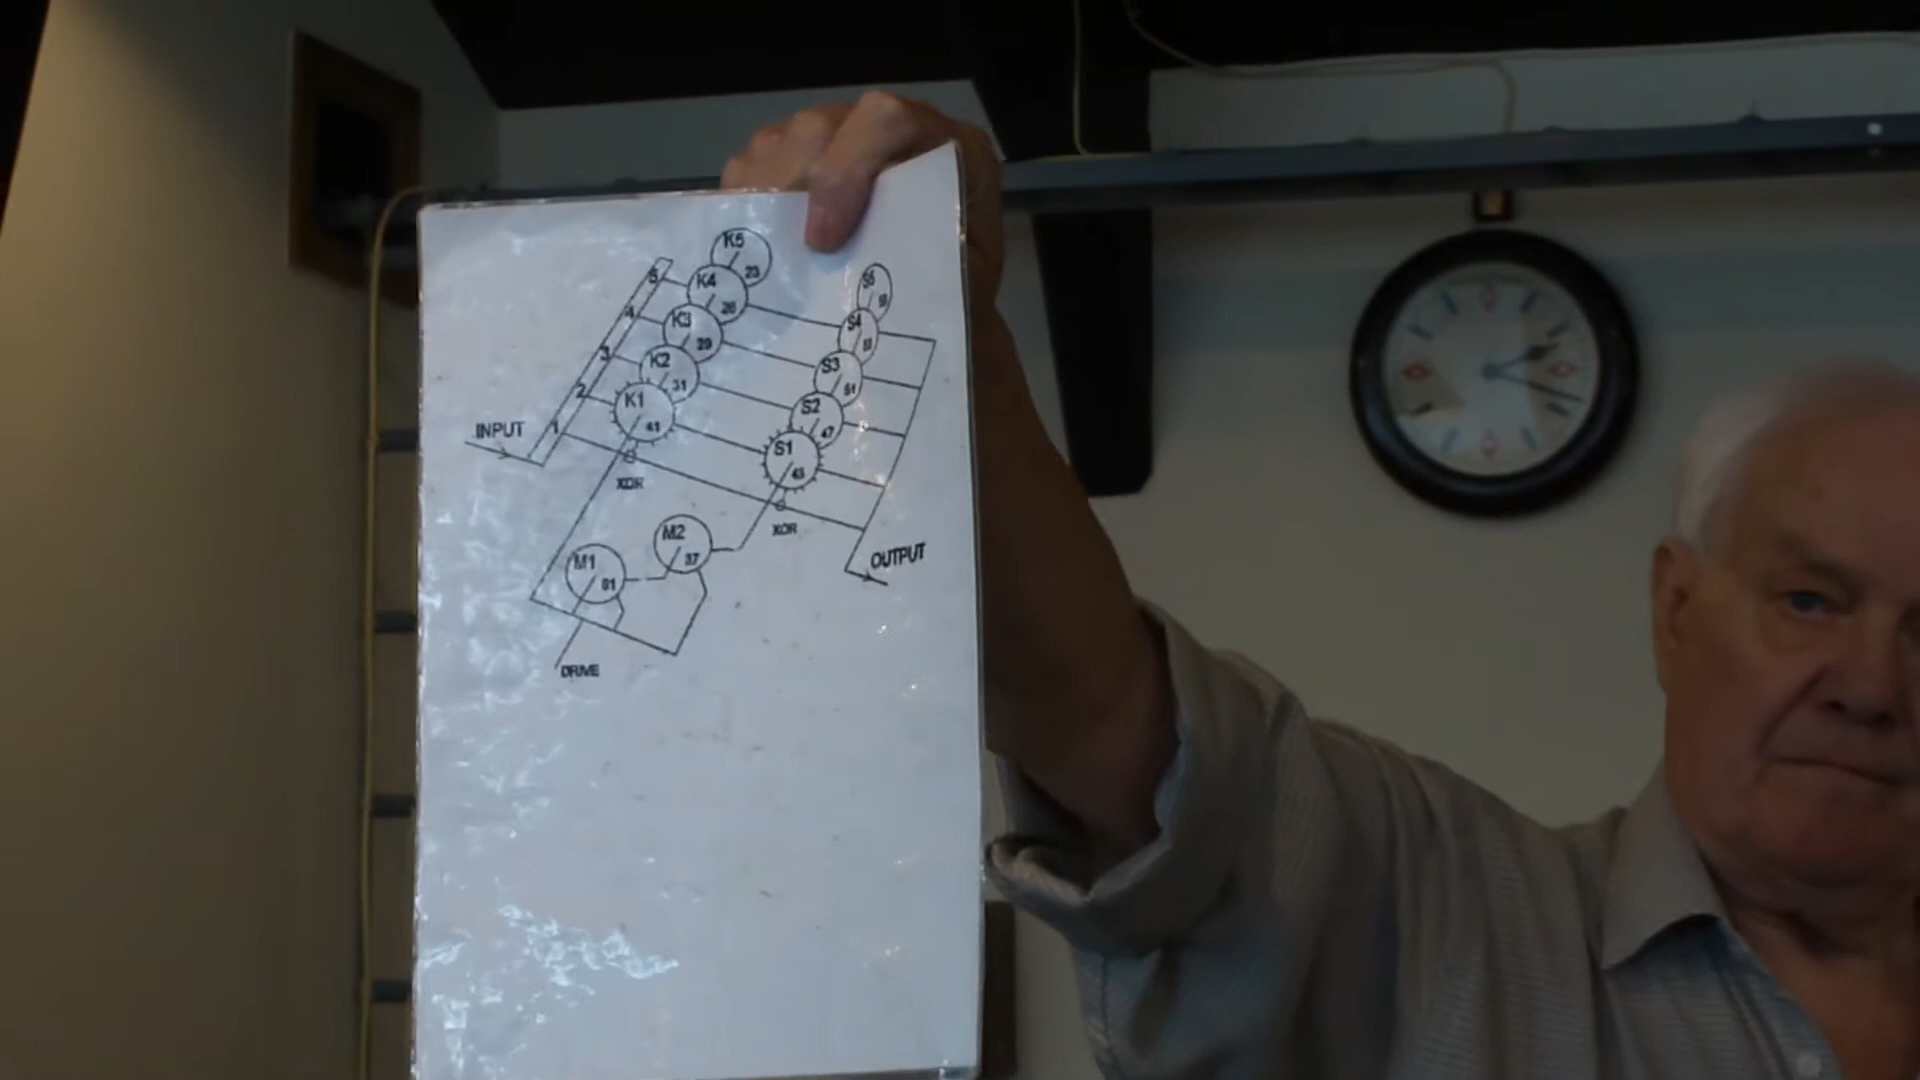 K5
23
5
K4
26
S5
59
4
K3
29
S4
53
3
K2
31
S3
51
2
K1
41
S2
47
1
INPUT
S1
43
XOR
XOR
M2
37
M1
61
OUTPUT
DRIVE